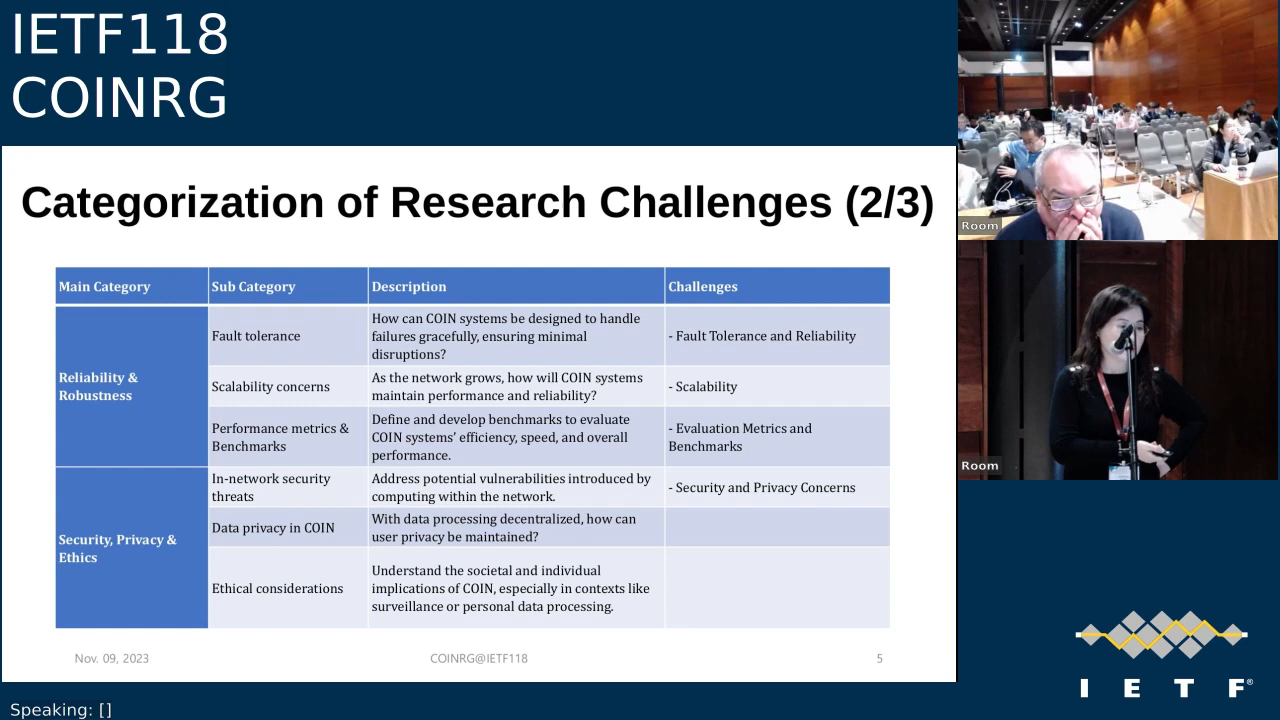 IETF118
COINRG
Categorization of Research Challenges (2/3)
Main Category
Sub Category
Description
Challenges
Reliability &
Robustness
Fault tolerance
How can COIN systems be designed to handle
failures gracefully, ensuring minimal
disruptions?
- Fault Tolerance and Reliability
Scalability concerns
As the network grows, how will COIN systems
maintain performance and reliability?
- Scalability
Performance metrics &
Benchmarks
Define and develop benchmarks to evaluate
COIN systems’ efficiency, speed, and overall
performance.
- Evaluation Metrics and
Benchmarks
Security, Privacy &
Ethics
In-network security
threats
Address potential vulnerabilities introduced by
computing within the network.
- Security and Privacy Concerns
Data privacy in COIN
With data processing decentralized, how can
user privacy be maintained?
Ethical considerations
Understand the societal and individual
implications of COIN, especially in contexts like
surveillance or personal data processing.
Nov. 09, 2023
COINRG@IETF118
5
Room
Room
I E T F®
Speaking: []